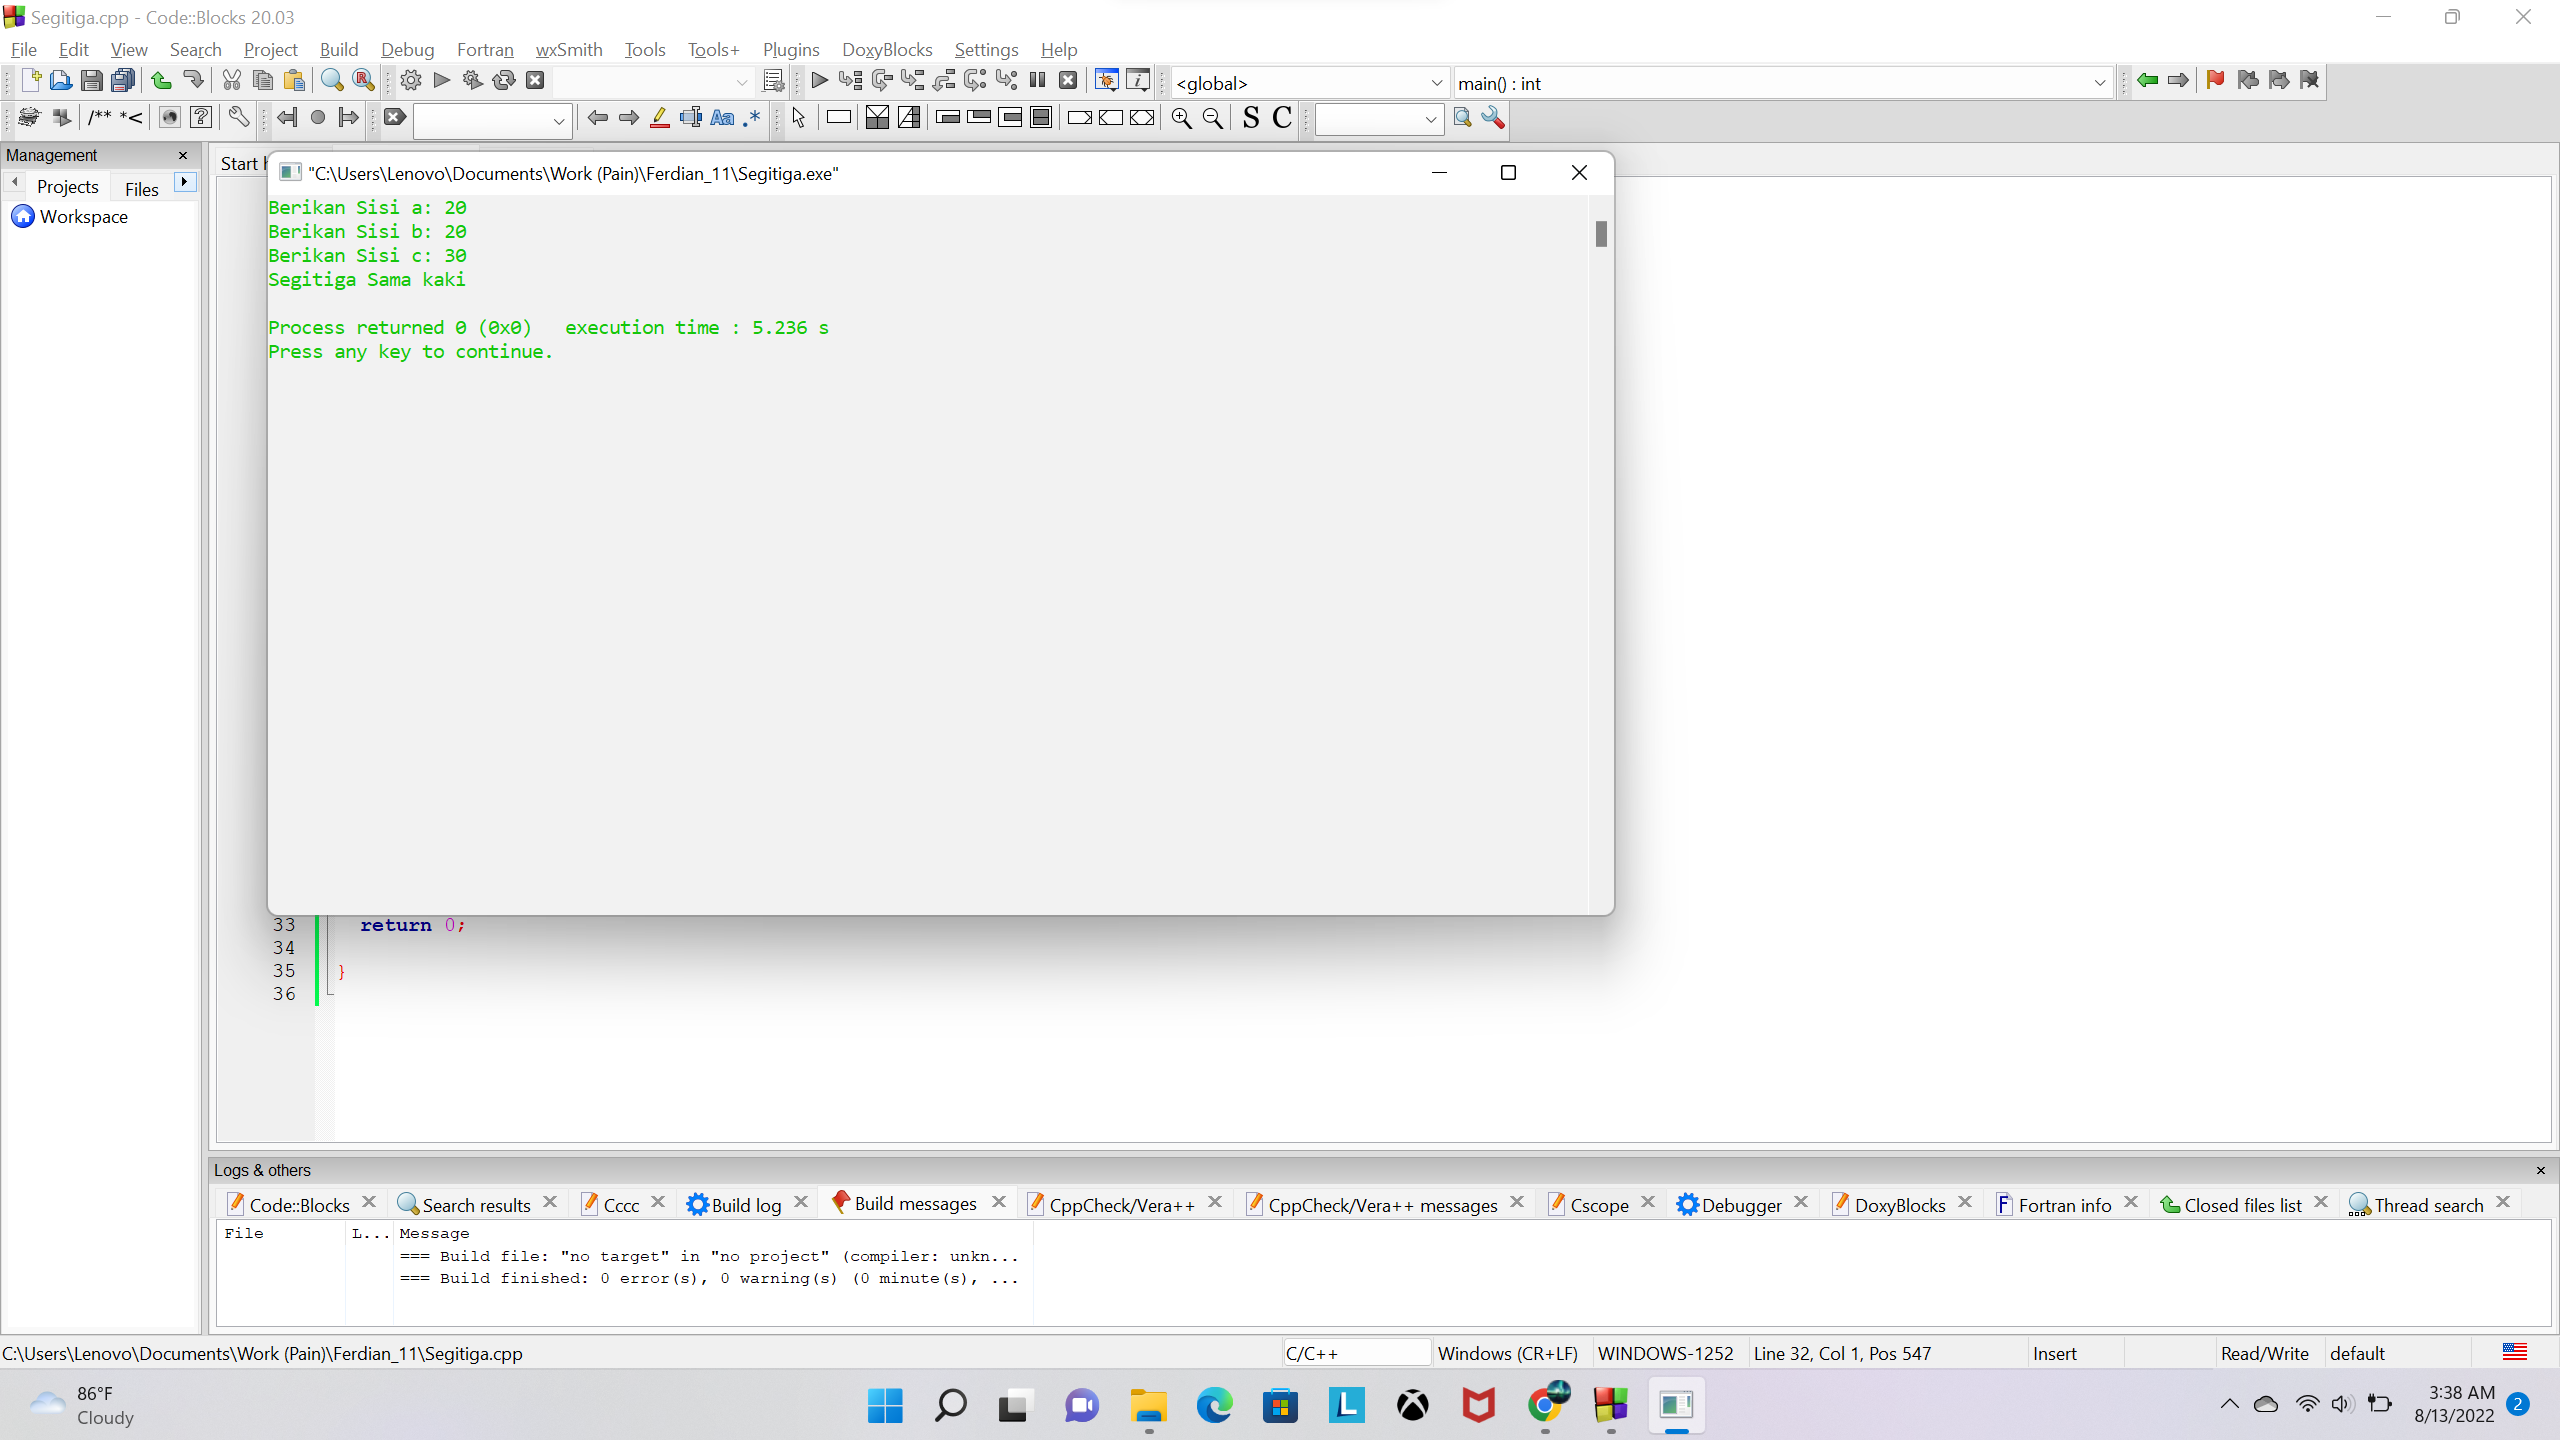 Segitiga.cpp - Code::Blocks 20.03
File Edit View Search Project Build Debug Fortran wxSmith Tools Tools+ Plugins DoxyBlocks Settings Help
<global> main() : int
/** *< Aa .* S C
Management
Projects Files
Workspace
Start h
"C:\Users\Lenovo\Documents\Work (Pain)\Ferdian_11\Segitiga.exe"
Berikan Sisi a: 20
Berikan Sisi b: 20
Berikan Sisi c: 30
Segitiga Sama kaki
Process returned 0 (0x0)   execution time : 5.236 s
Press any key to continue.
33 return 0;
34
35 }
36
Logs & others
Code::Blocks Search results Cccc Build log Build messages CppCheck/Vera++ CppCheck/Vera++ messages Cscope Debugger DoxyBlocks Fortran info Closed files list Thread search
File L... Message
=== Build file: "no target" in "no project" (compiler: unkn...
=== Build finished: 0 error(s), 0 warning(s) (0 minute(s), ...
C:\Users\Lenovo\Documents\Work (Pain)\Ferdian_11\Segitiga.cpp C/C++ Windows (CR+LF) WINDOWS-1252 Line 32, Col 1, Pos 547 Insert Read/Write default
86°F
Cloudy
3:38 AM
8/13/2022
2